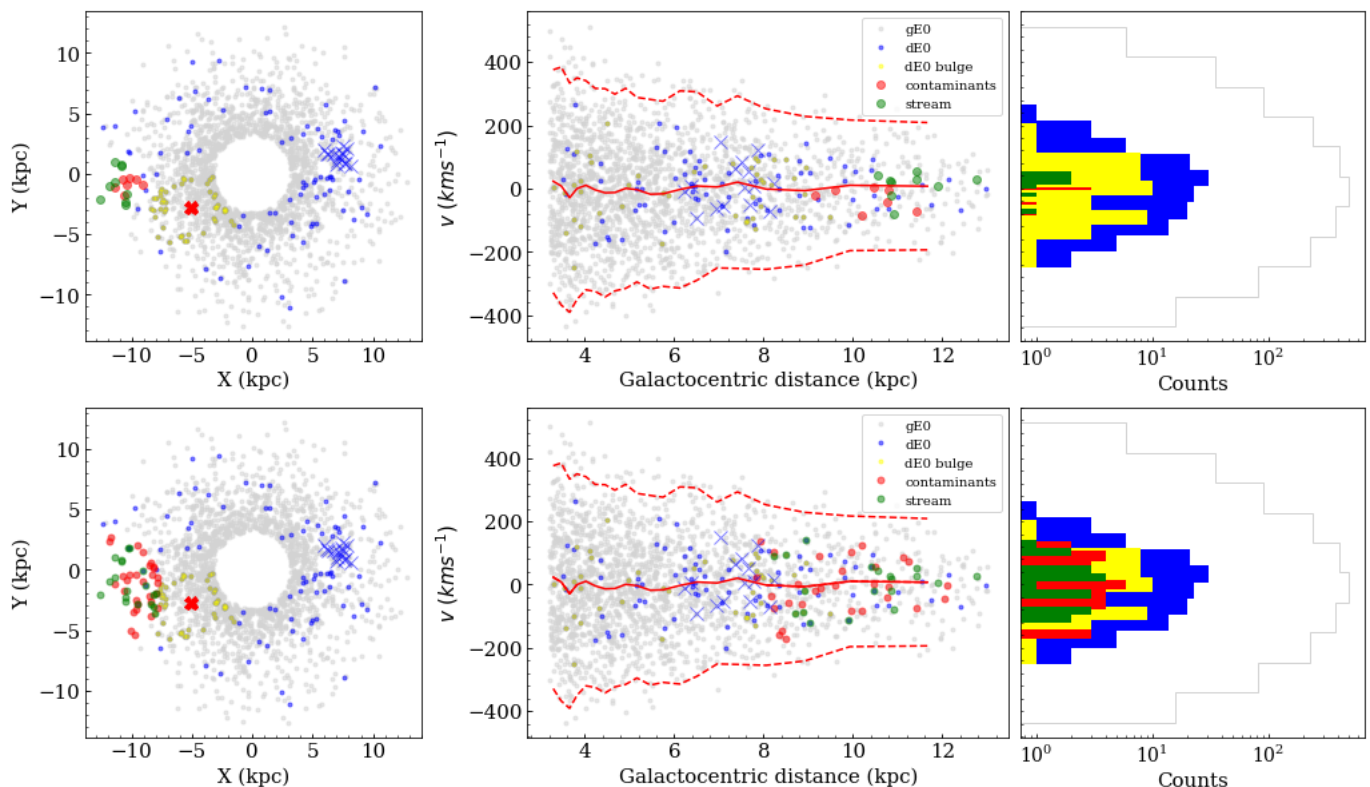 Y (kpc)
10
5
0
−5
−10
−10 −5 0 5 10
X (kpc)
v (kms⁻¹)
400
200
0
−200
−400
4 6 8 10 12
Galactocentric distance (kpc)
gE0
dE0
dE0 bulge
contaminants
stream
10⁰ 10¹ 10²
Counts
Y (kpc)
10
5
0
−5
−10
−10 −5 0 5 10
X (kpc)
v (kms⁻¹)
400
200
0
−200
−400
4 6 8 10 12
Galactocentric distance (kpc)
gE0
dE0
dE0 bulge
contaminants
stream
10⁰ 10¹ 10²
Counts